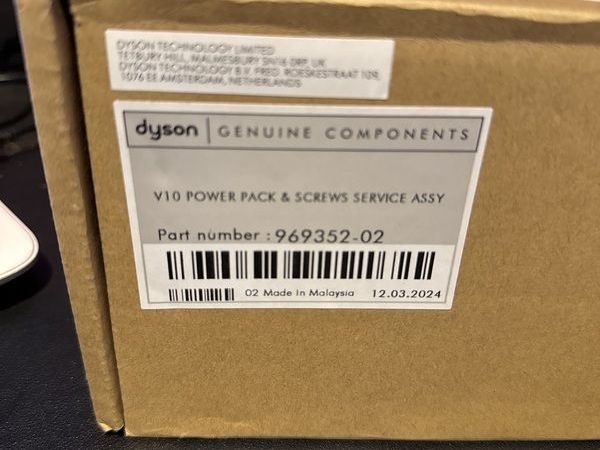 DYSON TECHNOLOGY LIMITED
TETBURY HILL, MALMESBURY SN16 0RP, UK
DYSON TECHNOLOGY B.V. FRED. ROESKESTRAAT 109,
1076 EE AMSTERDAM, NETHERLANDS
dyson | GENUINE COMPONENTS
V10 POWER PACK & SCREWS SERVICE ASSY
Part number : 969352-02
02 Made in Malaysia 12.03.2024